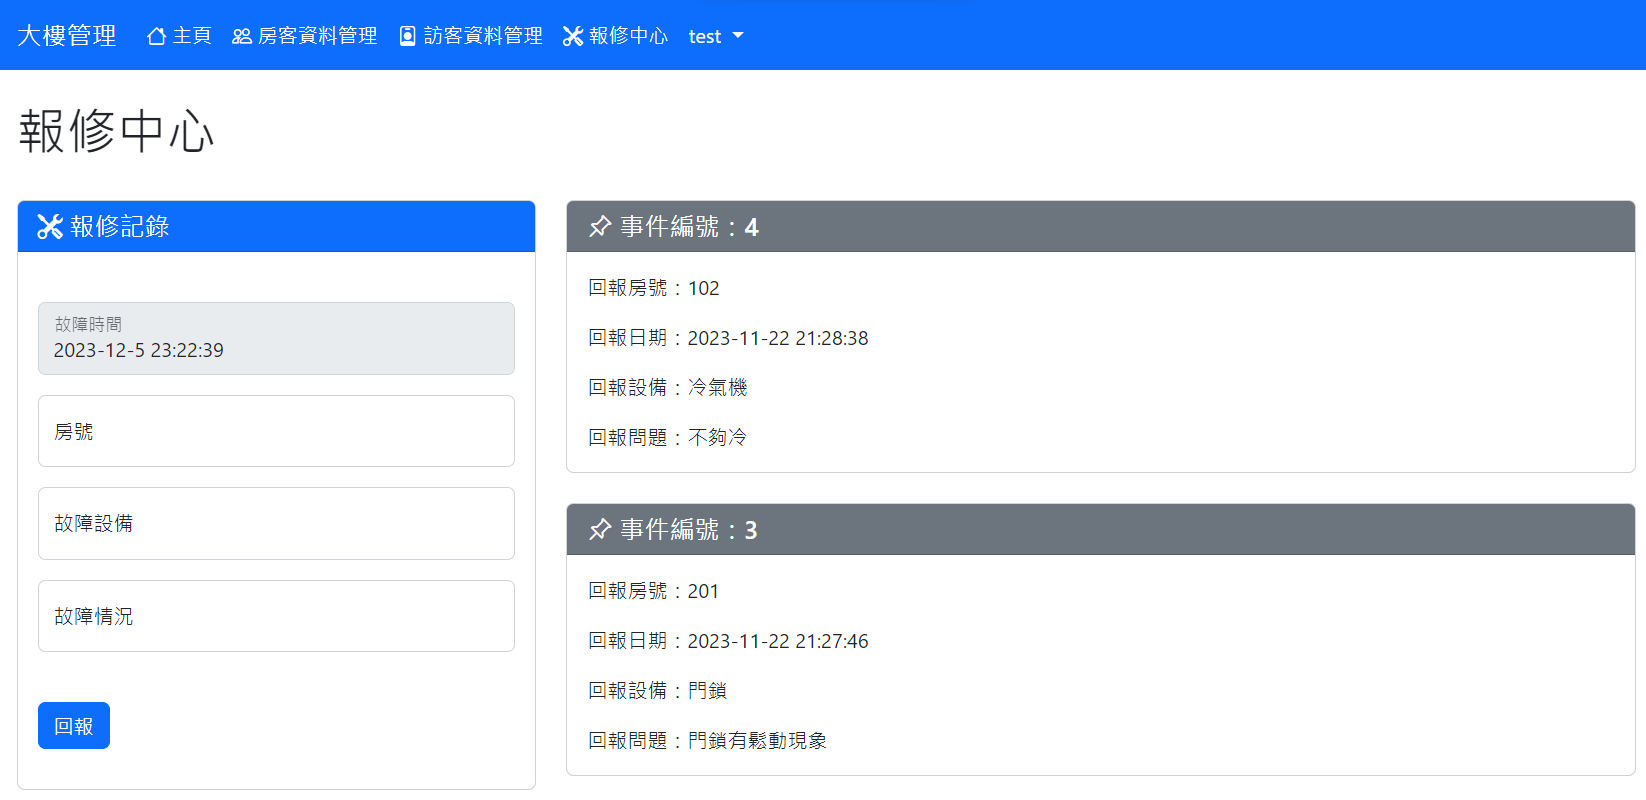 大樓管理 主頁 房客資料管理 訪客資料管理 報修中心 test
報修中心
報修記錄
故障時間
2023-12-5 23:22:39
房號
故障設備
故障情況
回報
事件編號：4
回報房號：102
回報日期：2023-11-22 21:28:38
回報設備：冷氣機
回報問題：不夠冷
事件編號：3
回報房號：201
回報日期：2023-11-22 21:27:46
回報設備：門鎖
回報問題：門鎖有鬆動現象